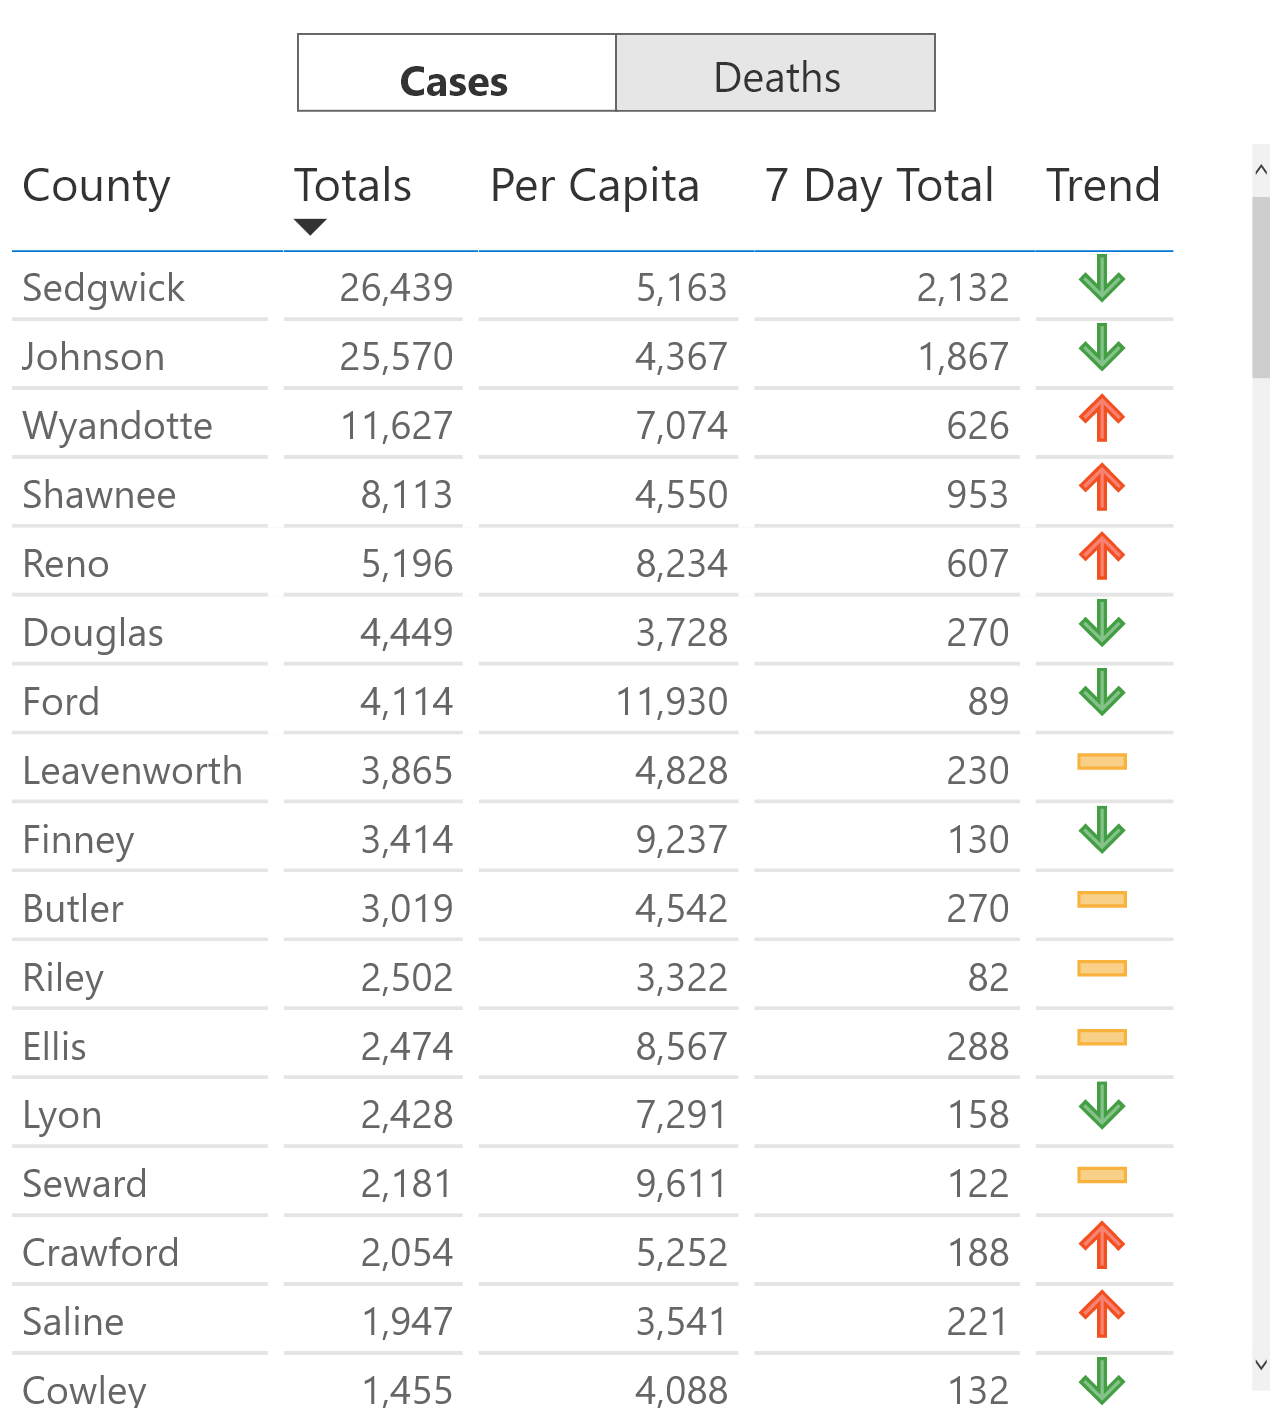 Cases Deaths
County Totals Per Capita 7 Day Total Trend
Sedgwick 26,439 5,163 2,132
Johnson 25,570 4,367 1,867
Wyandotte 11,627 7,074 626
Shawnee 8,113 4,550 953
Reno 5,196 8,234 607
Douglas 4,449 3,728 270
Ford 4,114 11,930 89
Leavenworth 3,865 4,828 230
Finney 3,414 9,237 130
Butler 3,019 4,542 270
Riley 2,502 3,322 82
Ellis 2,474 8,567 288
Lyon 2,428 7,291 158
Seward 2,181 9,611 122
Crawford 2,054 5,252 188
Saline 1,947 3,541 221
Cowley 1,455 4,088 132